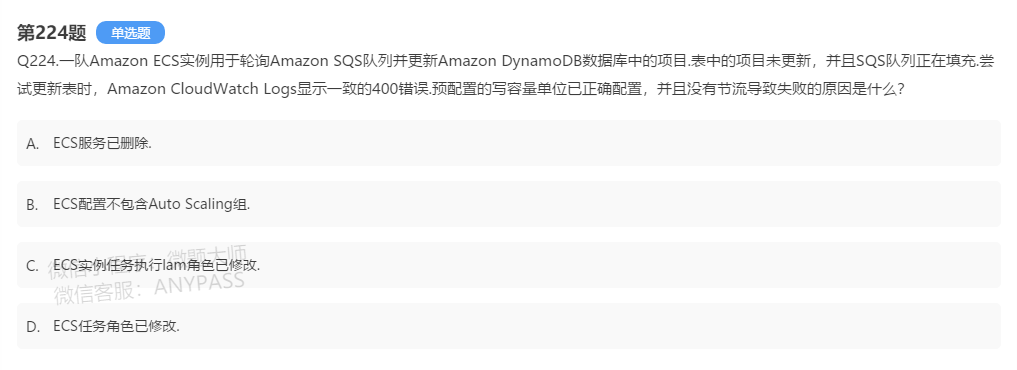 第224题 单选题
Q224.一队Amazon ECS实例用于轮询Amazon SQS队列并更新Amazon DynamoDB数据库中的项目.表中的项目未更新，并且SQS队列正在填充.尝
试更新表时，Amazon CloudWatch Logs显示一致的400错误.预配置的写容量单位已正确配置，并且没有节流导致失败的原因是什么？
A. ECS服务已删除.
B. ECS配置不包含Auto Scaling组.
C. ECS实例任务执行lam角色已修改.
微信小程序：微题大师
微信客服：ANYPASS
D. ECS任务角色已修改.